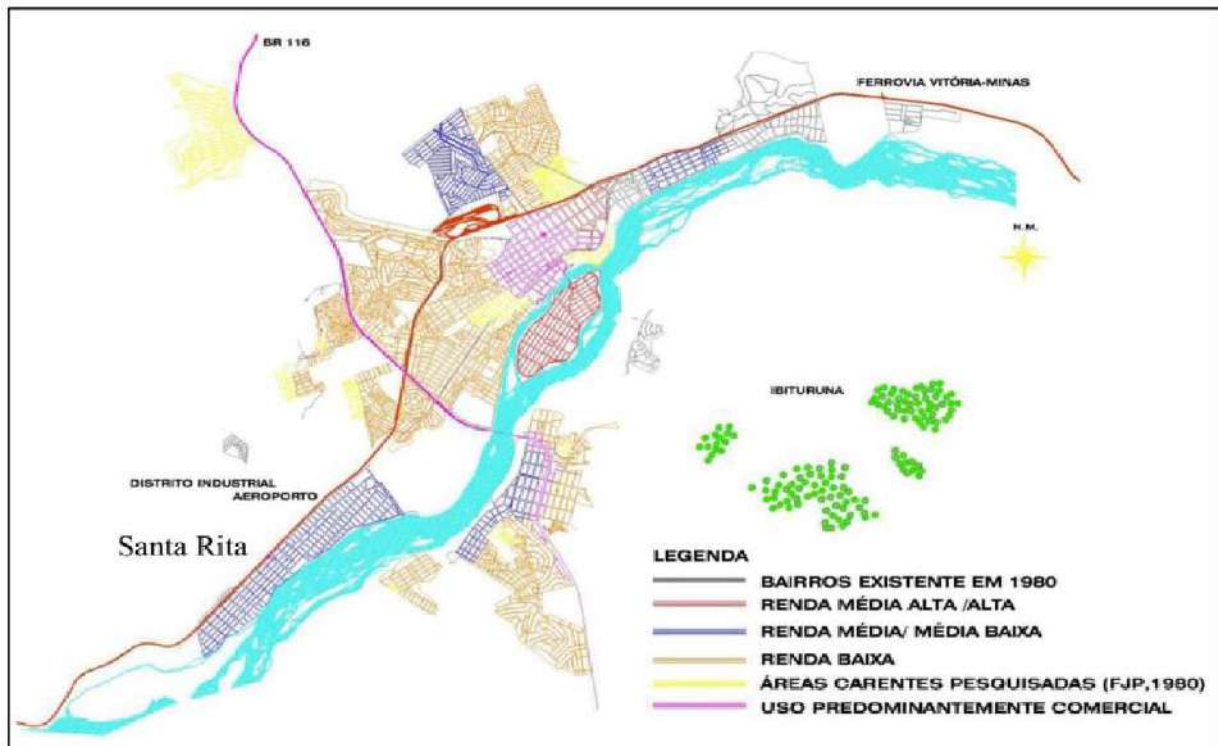 BR 116
FERROVIA VITÓRIA-MINAS
N.M.
IBITURUNA
DISTRITO INDUSTRIAL
AEROPORTO
Santa Rita
LEGENDA
BAIRROS EXISTENTE EM 1980
RENDA MÉDIA ALTA /ALTA
RENDA MÉDIA/ MÉDIA BAIXA
RENDA BAIXA
ÁREAS CARENTES PESQUISADAS (FJP,1980)
USO PREDOMINANTEMENTE COMERCIAL